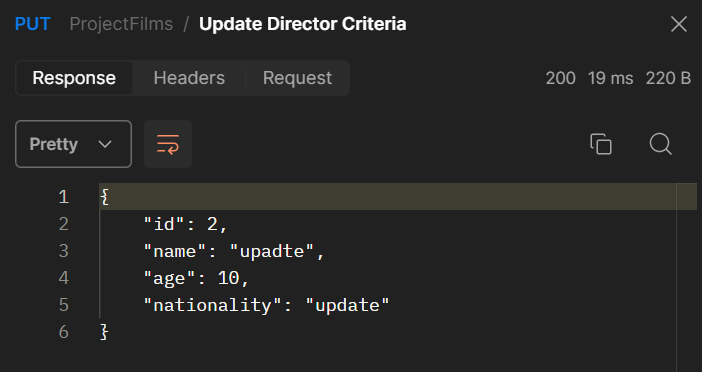 PUT ProjectFilms / Update Director Criteria
Response Headers Request 200 19 ms 220 B
Pretty
1 {
2 "id": 2,
3 "name": "upadte",
4 "age": 10,
5 "nationality": "update"
6 }